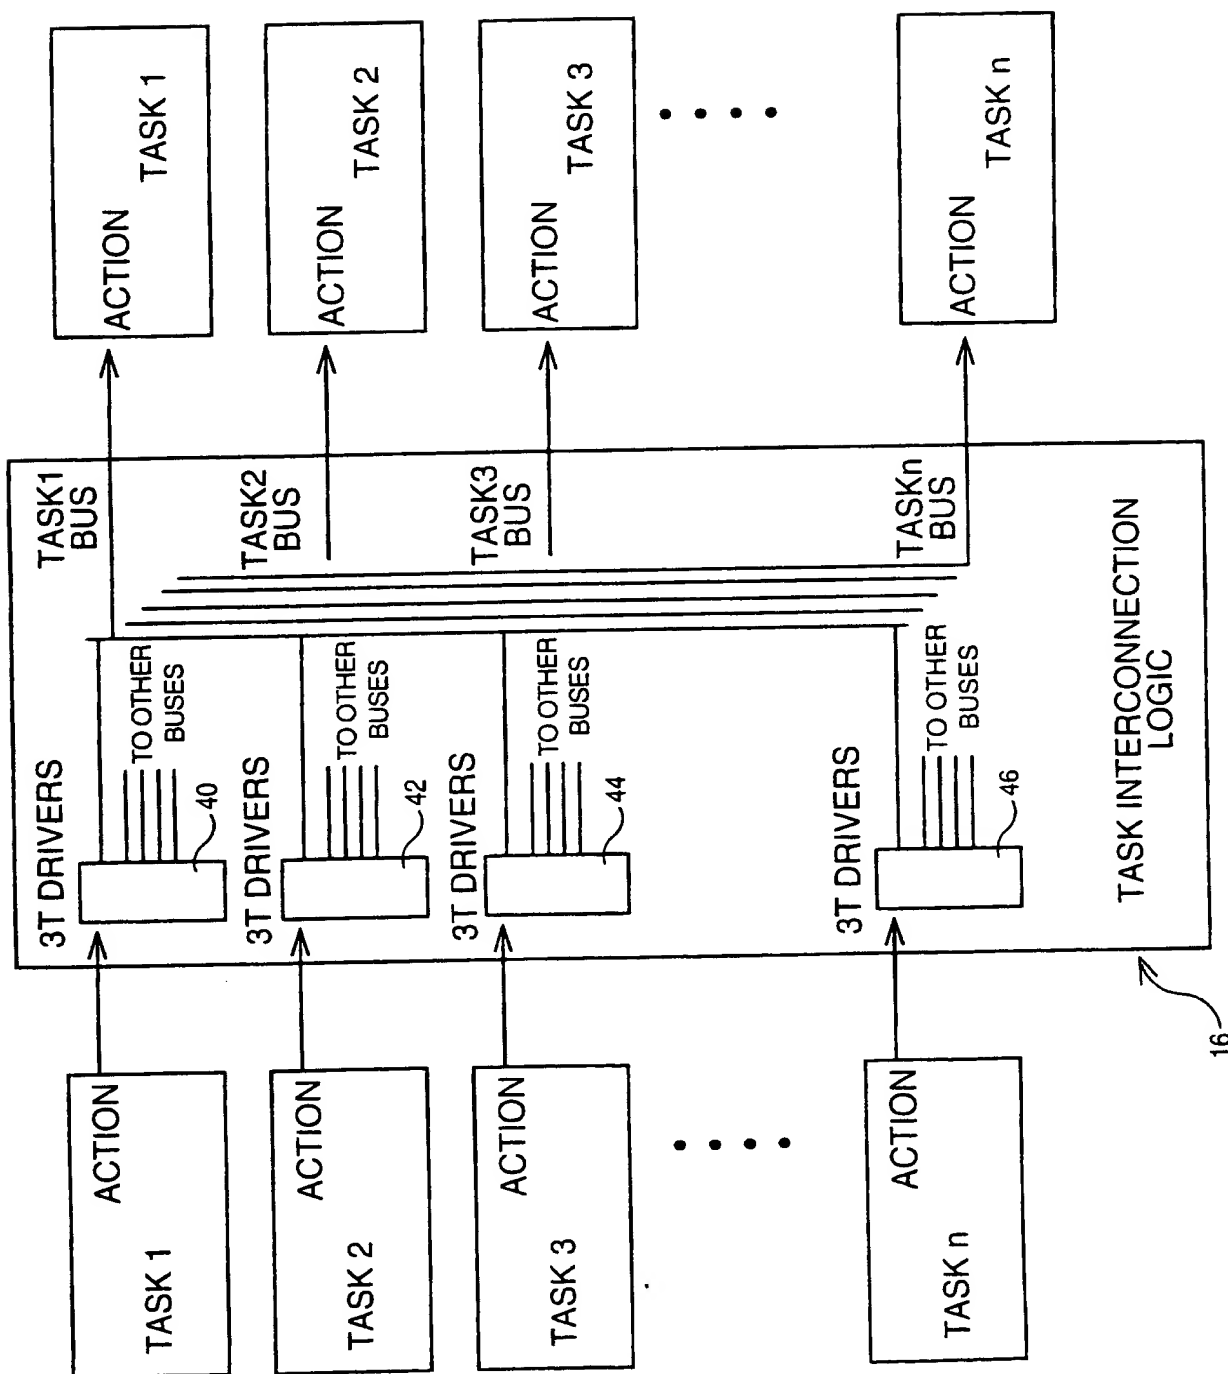 ACTION
TASK 1
ACTION
TASK 2
ACTION
TASK 3
ACTION
TASK n
3T DRIVERS
TO OTHER
BUSES
40
3T DRIVERS
TO OTHER
BUSES
42
3T DRIVERS
TO OTHER
BUSES
44
3T DRIVERS
TO OTHER
BUSES
46
TASK1
BUS
TASK2
BUS
TASK3
BUS
TASKn
BUS
TASK INTERCONNECTION
LOGIC
16
ACTION
TASK 1
ACTION
TASK 2
ACTION
TASK 3
ACTION
TASK n